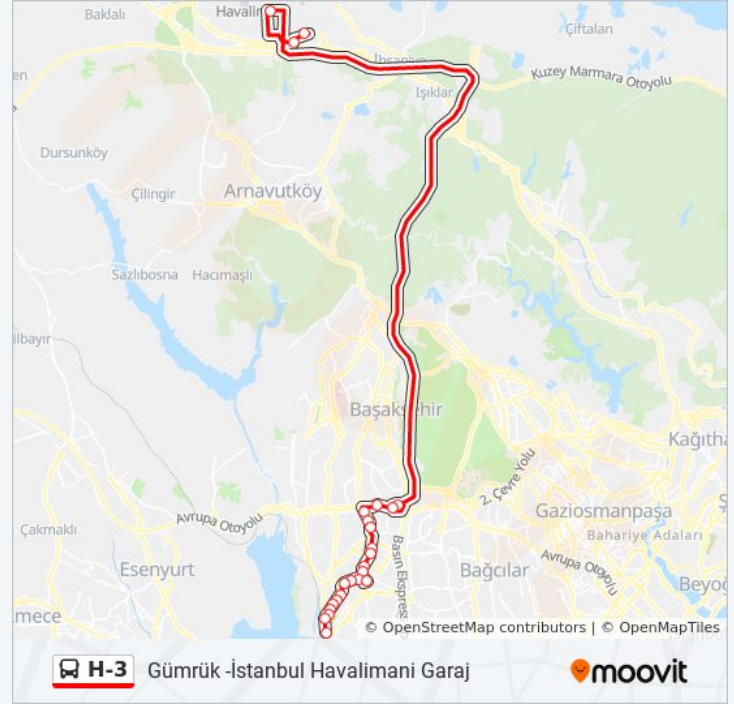 Baklalı
Havalim
Çiftalan
İhsaniye
Kuzey Marmara Otoyolu
Işıklar
Dursunköy
Çilingir
Arnavutköy
Sazlıbosna
Hacımaşlı
ilbayır
Başakşehir
Kağıtha
2. Çevre Yolu
Avrupa Otoyolu
Gaziosmanpaşa
Çakmaklı
Bahariye Adaları
Esenyurt
Basın Ekspres
Bağcılar
Avrupa Otoyolu
Beyoğ
mece
© OpenStreetMap contributors | © OpenMapTiles
H-3
Gümrük -İstanbul Havalimani Garaj
moovit